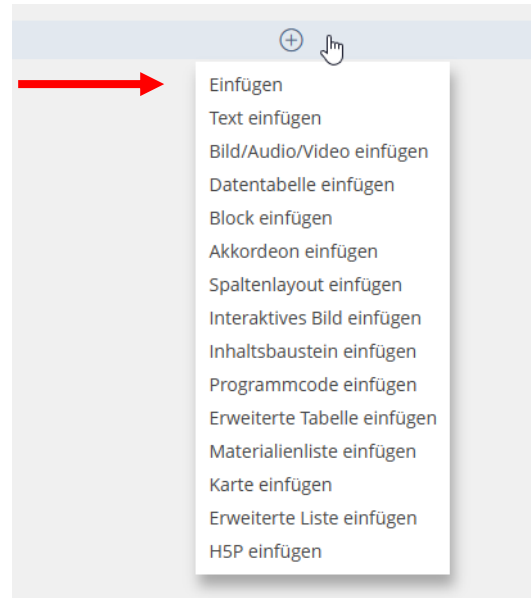 Einfügen
Text einfügen
Bild/Audio/Video einfügen
Datentabelle einfügen
Block einfügen
Akkordeon einfügen
Spaltenlayout einfügen
Interaktives Bild einfügen
Inhaltsbaustein einfügen
Programmcode einfügen
Erweiterte Tabelle einfügen
Materialienliste einfügen
Karte einfügen
Erweiterte Liste einfügen
H5P einfügen